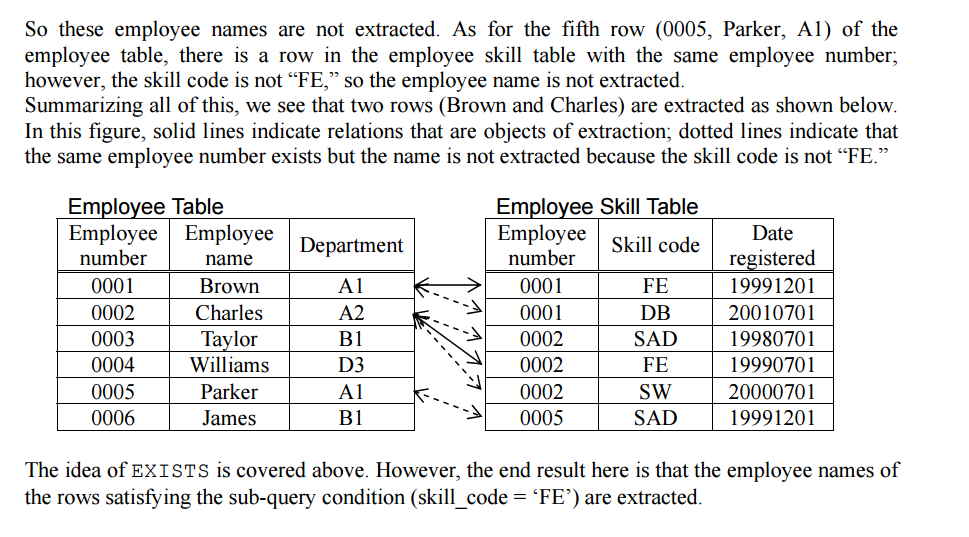 So these employee names are not extracted. As for the fifth row (0005, Parker, A1) of the
employee table, there is a row in the employee skill table with the same employee number;
however, the skill code is not “FE,” so the employee name is not extracted.
Summarizing all of this, we see that two rows (Brown and Charles) are extracted as shown below.
In this figure, solid lines indicate relations that are objects of extraction; dotted lines indicate that
the same employee number exists but the name is not extracted because the skill code is not “FE.”
Employee Table
Employee number Employee name Department
0001 Brown A1
0002 Charles A2
0003 Taylor B1
0004 Williams D3
0005 Parker A1
0006 James B1
Employee Skill Table
Employee number Skill code Date registered
0001 FE 19991201
0001 DB 20010701
0002 SAD 19980701
0002 FE 19990701
0002 SW 20000701
0005 SAD 19991201
The idea of EXISTS is covered above. However, the end result here is that the employee names of
the rows satisfying the sub-query condition (skill_code = ‘FE’) are extracted.